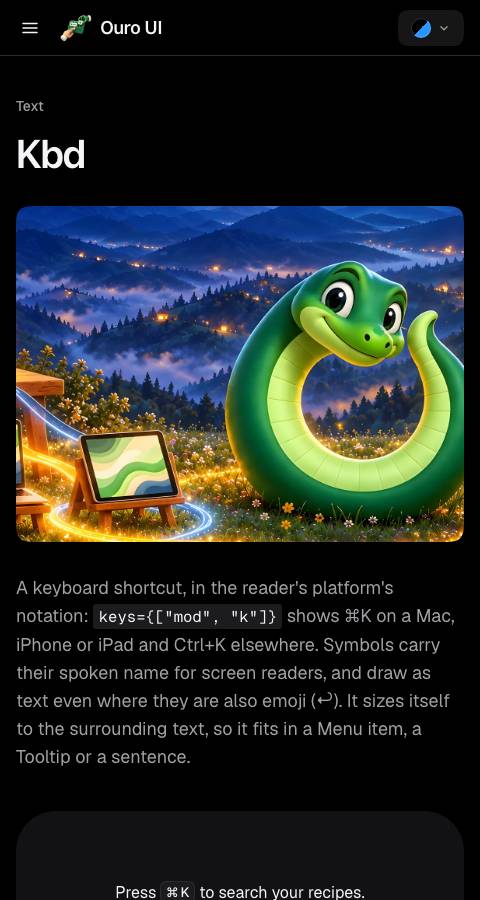 Ouro UI
Text
Kbd
A keyboard shortcut, in the reader's platform's
notation: keys={["mod", "k"]} shows ⌘K on a Mac,
iPhone or iPad and Ctrl+K elsewhere. Symbols carry
their spoken name for screen readers, and draw as
text even where they are also emoji (↩). It sizes itself
to the surrounding text, so it fits in a Menu item, a
Tooltip or a sentence.
Press ⌘K to search your recipes.